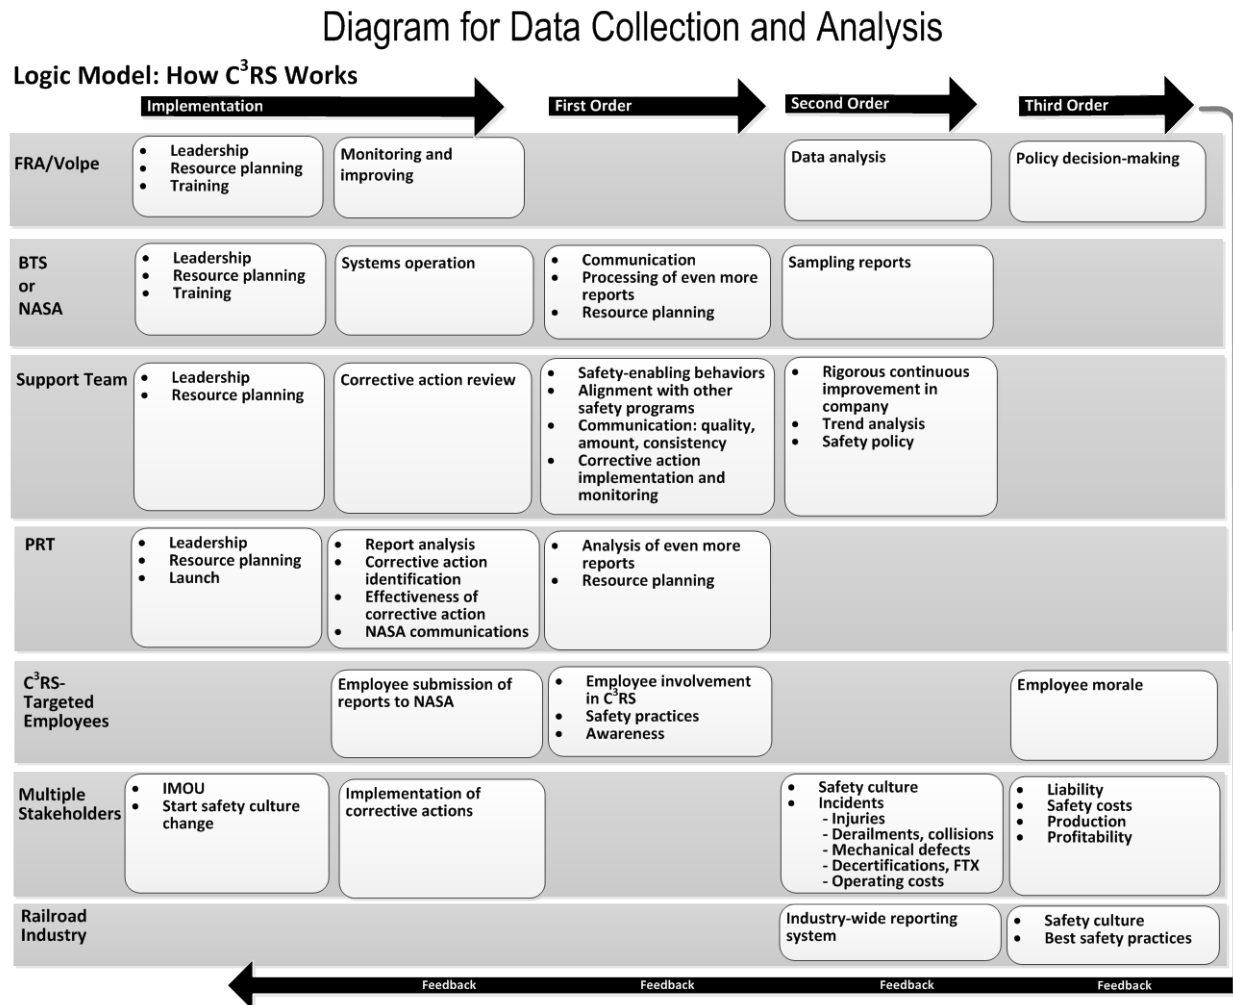 Diagram for Data Collection and Analysis
Logic Model: How C³RS Works
Implementation
First Order
Second Order
Third Order
FRA/Volpe
• Leadership
• Resource planning
• Training
Monitoring and
improving
Data analysis
Policy decision-making
BTS
or
NASA
• Leadership
• Resource planning
• Training
Systems operation
• Communication
• Processing of even more
reports
• Resource planning
Sampling reports
Support Team
• Leadership
• Resource planning
Corrective action review
• Safety-enabling behaviors
• Alignment with other
safety programs
• Communication: quality,
amount, consistency
• Corrective action
implementation and
monitoring
• Rigorous continuous
improvement in
company
• Trend analysis
• Safety policy
PRT
• Leadership
• Resource planning
• Launch
• Report analysis
• Corrective action
identification
• Effectiveness of
corrective action
• NASA communications
• Analysis of even more
reports
• Resource planning
C³RS-
Targeted
Employees
Employee submission of
reports to NASA
• Employee involvement
in C³RS
• Safety practices
• Awareness
Employee morale
Multiple
Stakeholders
• IMOU
• Start safety culture
change
Implementation of
corrective actions
• Safety culture
• Incidents
- Injuries
- Derailments, collisions
- Mechanical defects
- Decertifications, FTX
- Operating costs
• Liability
• Safety costs
• Production
• Profitability
Railroad
Industry
Industry-wide reporting
system
• Safety culture
• Best safety practices
Feedback
Feedback
Feedback
Feedback